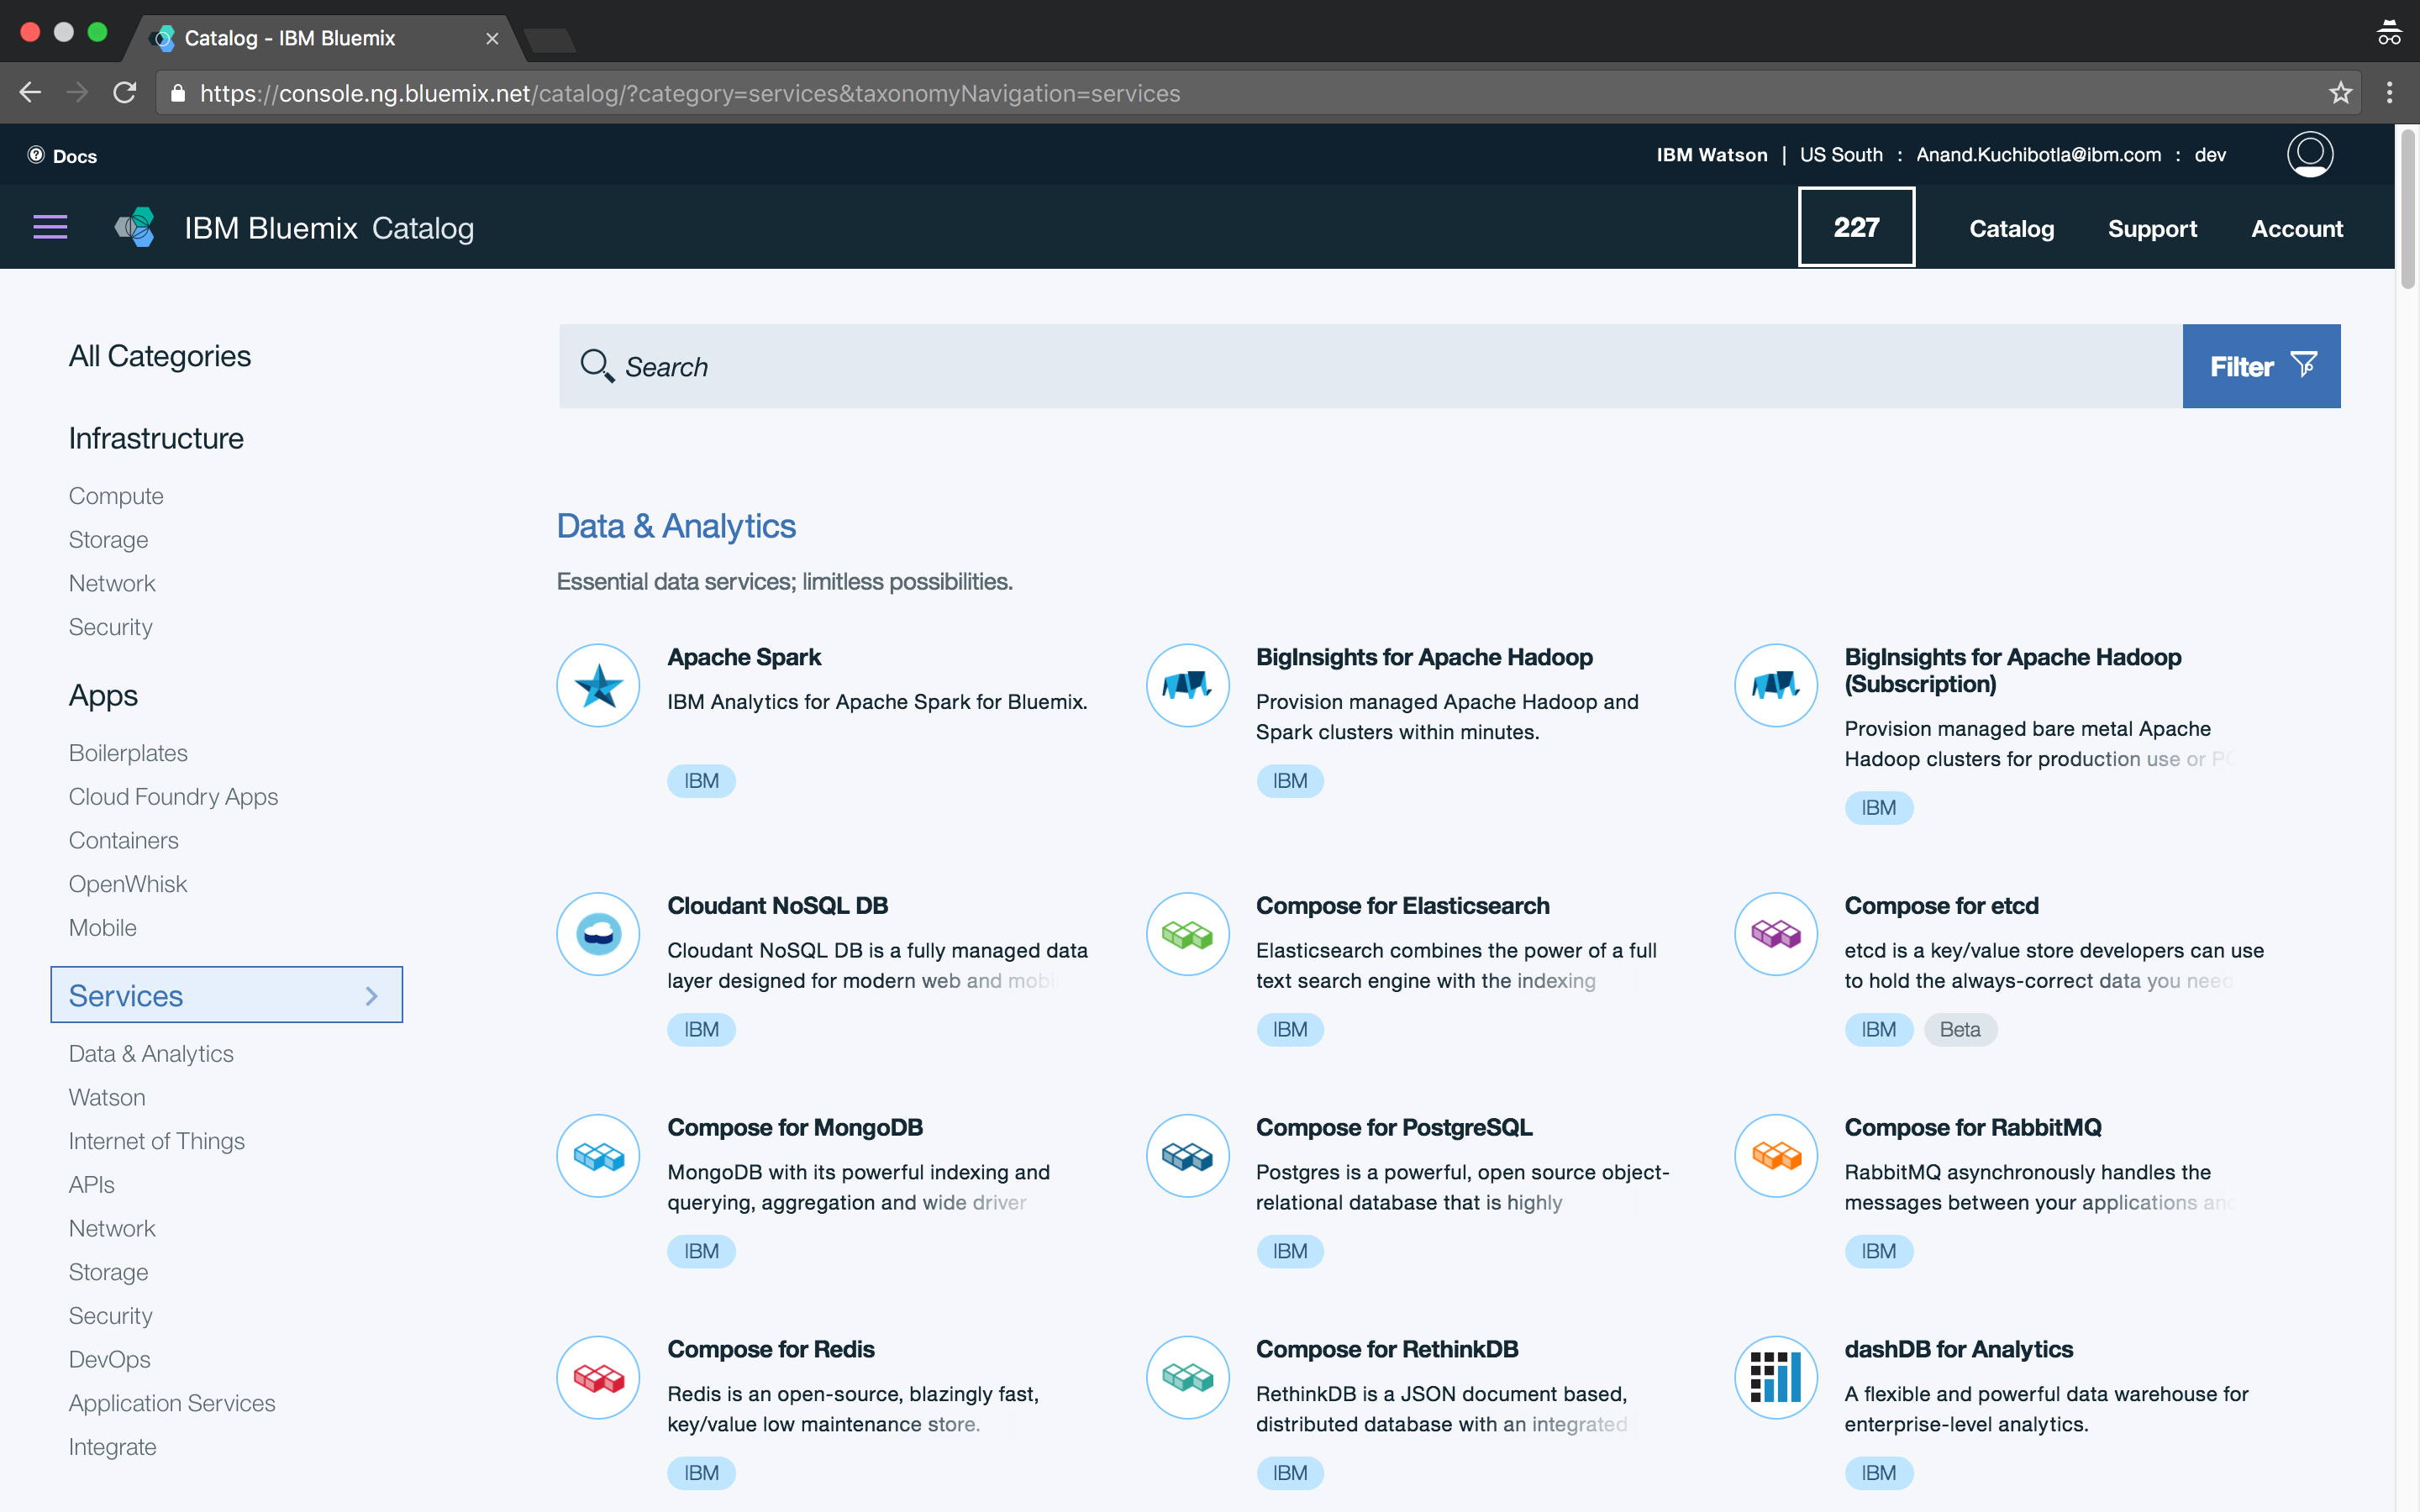 Catalog - IBM Bluemix
https://console.ng.bluemix.net/catalog/?category=services&taxonomyNavigation=services
Docs
IBM Watson | US South : Anand.Kuchibotla@ibm.com : dev
IBM Bluemix Catalog
227
Catalog
Support
Account
All Categories
Infrastructure
Compute
Storage
Network
Security
Apps
Boilerplates
Cloud Foundry Apps
Containers
OpenWhisk
Mobile
Services
Data & Analytics
Watson
Internet of Things
APIs
Network
Storage
Security
DevOps
Application Services
Integrate
Search
Filter
Data & Analytics
Essential data services; limitless possibilities.
Apache Spark
IBM Analytics for Apache Spark for Bluemix.
IBM
BigInsights for Apache Hadoop
Provision managed Apache Hadoop and
Spark clusters within minutes.
IBM
BigInsights for Apache Hadoop
(Subscription)
Provision managed bare metal Apache
Hadoop clusters for production use or
IBM
Cloudant NoSQL DB
Cloudant NoSQL DB is a fully managed data
layer designed for modern web and
IBM
Compose for Elasticsearch
Elasticsearch combines the power of a full
text search engine with the indexing
IBM
Compose for etcd
etcd is a key/value store developers can use
to hold the always-correct data you need
IBM
Beta
Compose for MongoDB
MongoDB with its powerful indexing and
querying, aggregation and wide driver
IBM
Compose for PostgreSQL
Postgres is a powerful, open source object-
relational database that is highly
IBM
Compose for RabbitMQ
RabbitMQ asynchronously handles the
messages between your applications and
IBM
Compose for Redis
Redis is an open-source, blazingly fast,
key/value low maintenance store.
IBM
Compose for RethinkDB
RethinkDB is a JSON document based,
distributed database with an integrated
IBM
dashDB for Analytics
A flexible and powerful data warehouse for
enterprise-level analytics.
IBM